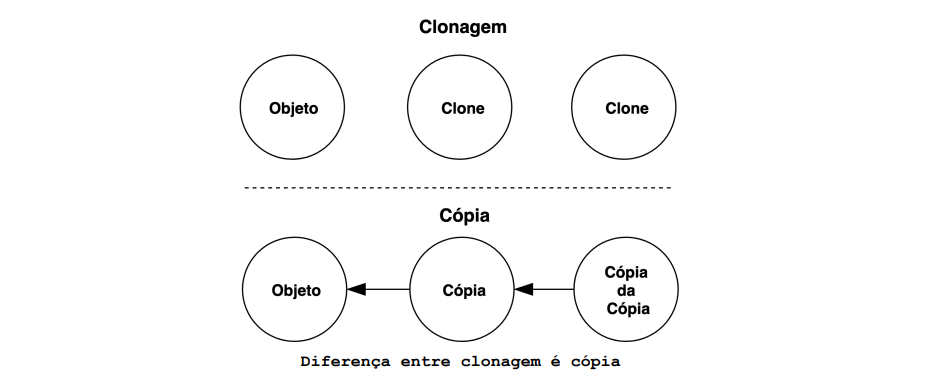 Clonagem
Objeto
Clone
Clone
Cópia
Objeto
Cópia
Cópia
da
Cópia
Diferença entre clonagem é cópia